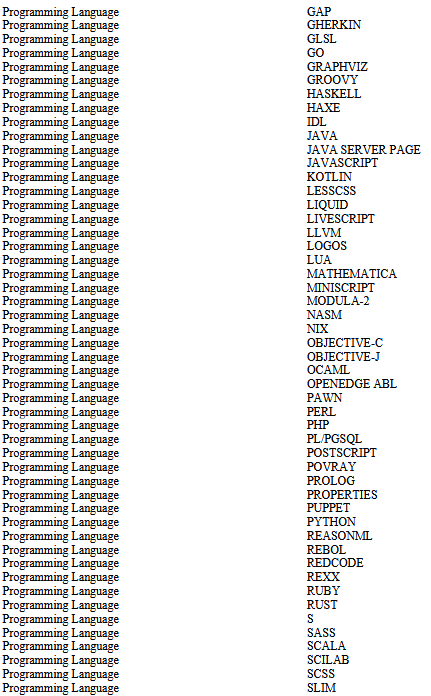 Programming Language GAP
Programming Language GHERKIN
Programming Language GLSL
Programming Language GO
Programming Language GRAPHVIZ
Programming Language GROOVY
Programming Language HASKELL
Programming Language HAXE
Programming Language IDL
Programming Language JAVA
Programming Language JAVA SERVER PAGE
Programming Language JAVASCRIPT
Programming Language KOTLIN
Programming Language LESSCSS
Programming Language LIQUID
Programming Language LIVESCRIPT
Programming Language LLVM
Programming Language LOGOS
Programming Language LUA
Programming Language MATHEMATICA
Programming Language MINISCRIPT
Programming Language MODULA-2
Programming Language NASM
Programming Language NIX
Programming Language OBJECTIVE-C
Programming Language OBJECTIVE-J
Programming Language OCAML
Programming Language OPENEDGE ABL
Programming Language PAWN
Programming Language PERL
Programming Language PHP
Programming Language PL/PGSQL
Programming Language POSTSCRIPT
Programming Language POVRAY
Programming Language PROLOG
Programming Language PROPERTIES
Programming Language PUPPET
Programming Language PYTHON
Programming Language REASONML
Programming Language REBOL
Programming Language REDCODE
Programming Language REXX
Programming Language RUBY
Programming Language RUST
Programming Language S
Programming Language SASS
Programming Language SCALA
Programming Language SCILAB
Programming Language SCSS
Programming Language SLIM